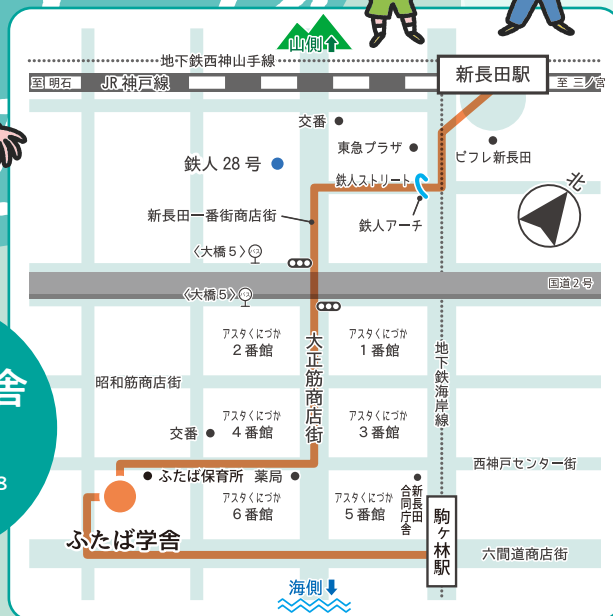 山側
地下鉄西神山手線
新長田駅
至 明石
JR 神戸線
至 三ノ宮
交番
東急プラザ
ピフレ新長田
鉄人 28 号
鉄人ストリート
北
新長田一番街商店街
鉄人アーチ
〈大橋５〉
バス
国道２号
〈大橋５〉
バス
アスタくにづか
２番館
大正筋商店街
アスタくにづか
１番館
地下鉄海岸線
舎
昭和筋商店街
交番
アスタくにづか
４番館
アスタくにづか
３番館
西神戸センター街
8
ふたば保育所
薬局
アスタくにづか
６番館
アスタくにづか
５番館
新長田
合同庁舎
駒ヶ林駅
ふたば学舎
六間道商店街
海側